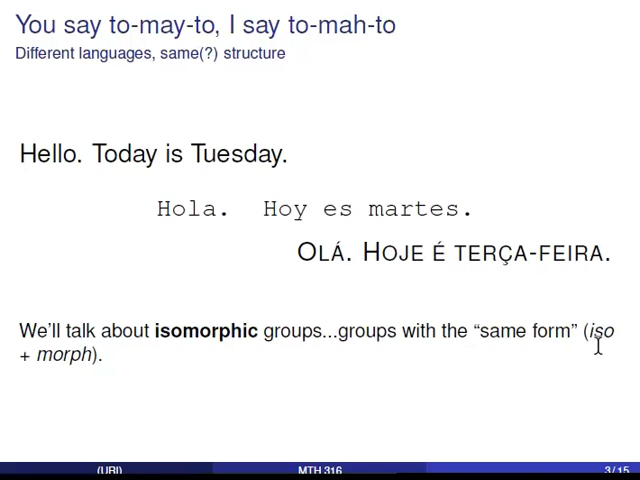 You say to-may-to, I say to-mah-to
Different languages, same(?) structure
Hello. Today is Tuesday.
Hola. Hoy es martes.
OLÁ. HOJE É TERÇA-FEIRA.
We'll talk about isomorphic groups...groups with the “same form” (iso
+ morph).
(URI) MTH 316 3/15